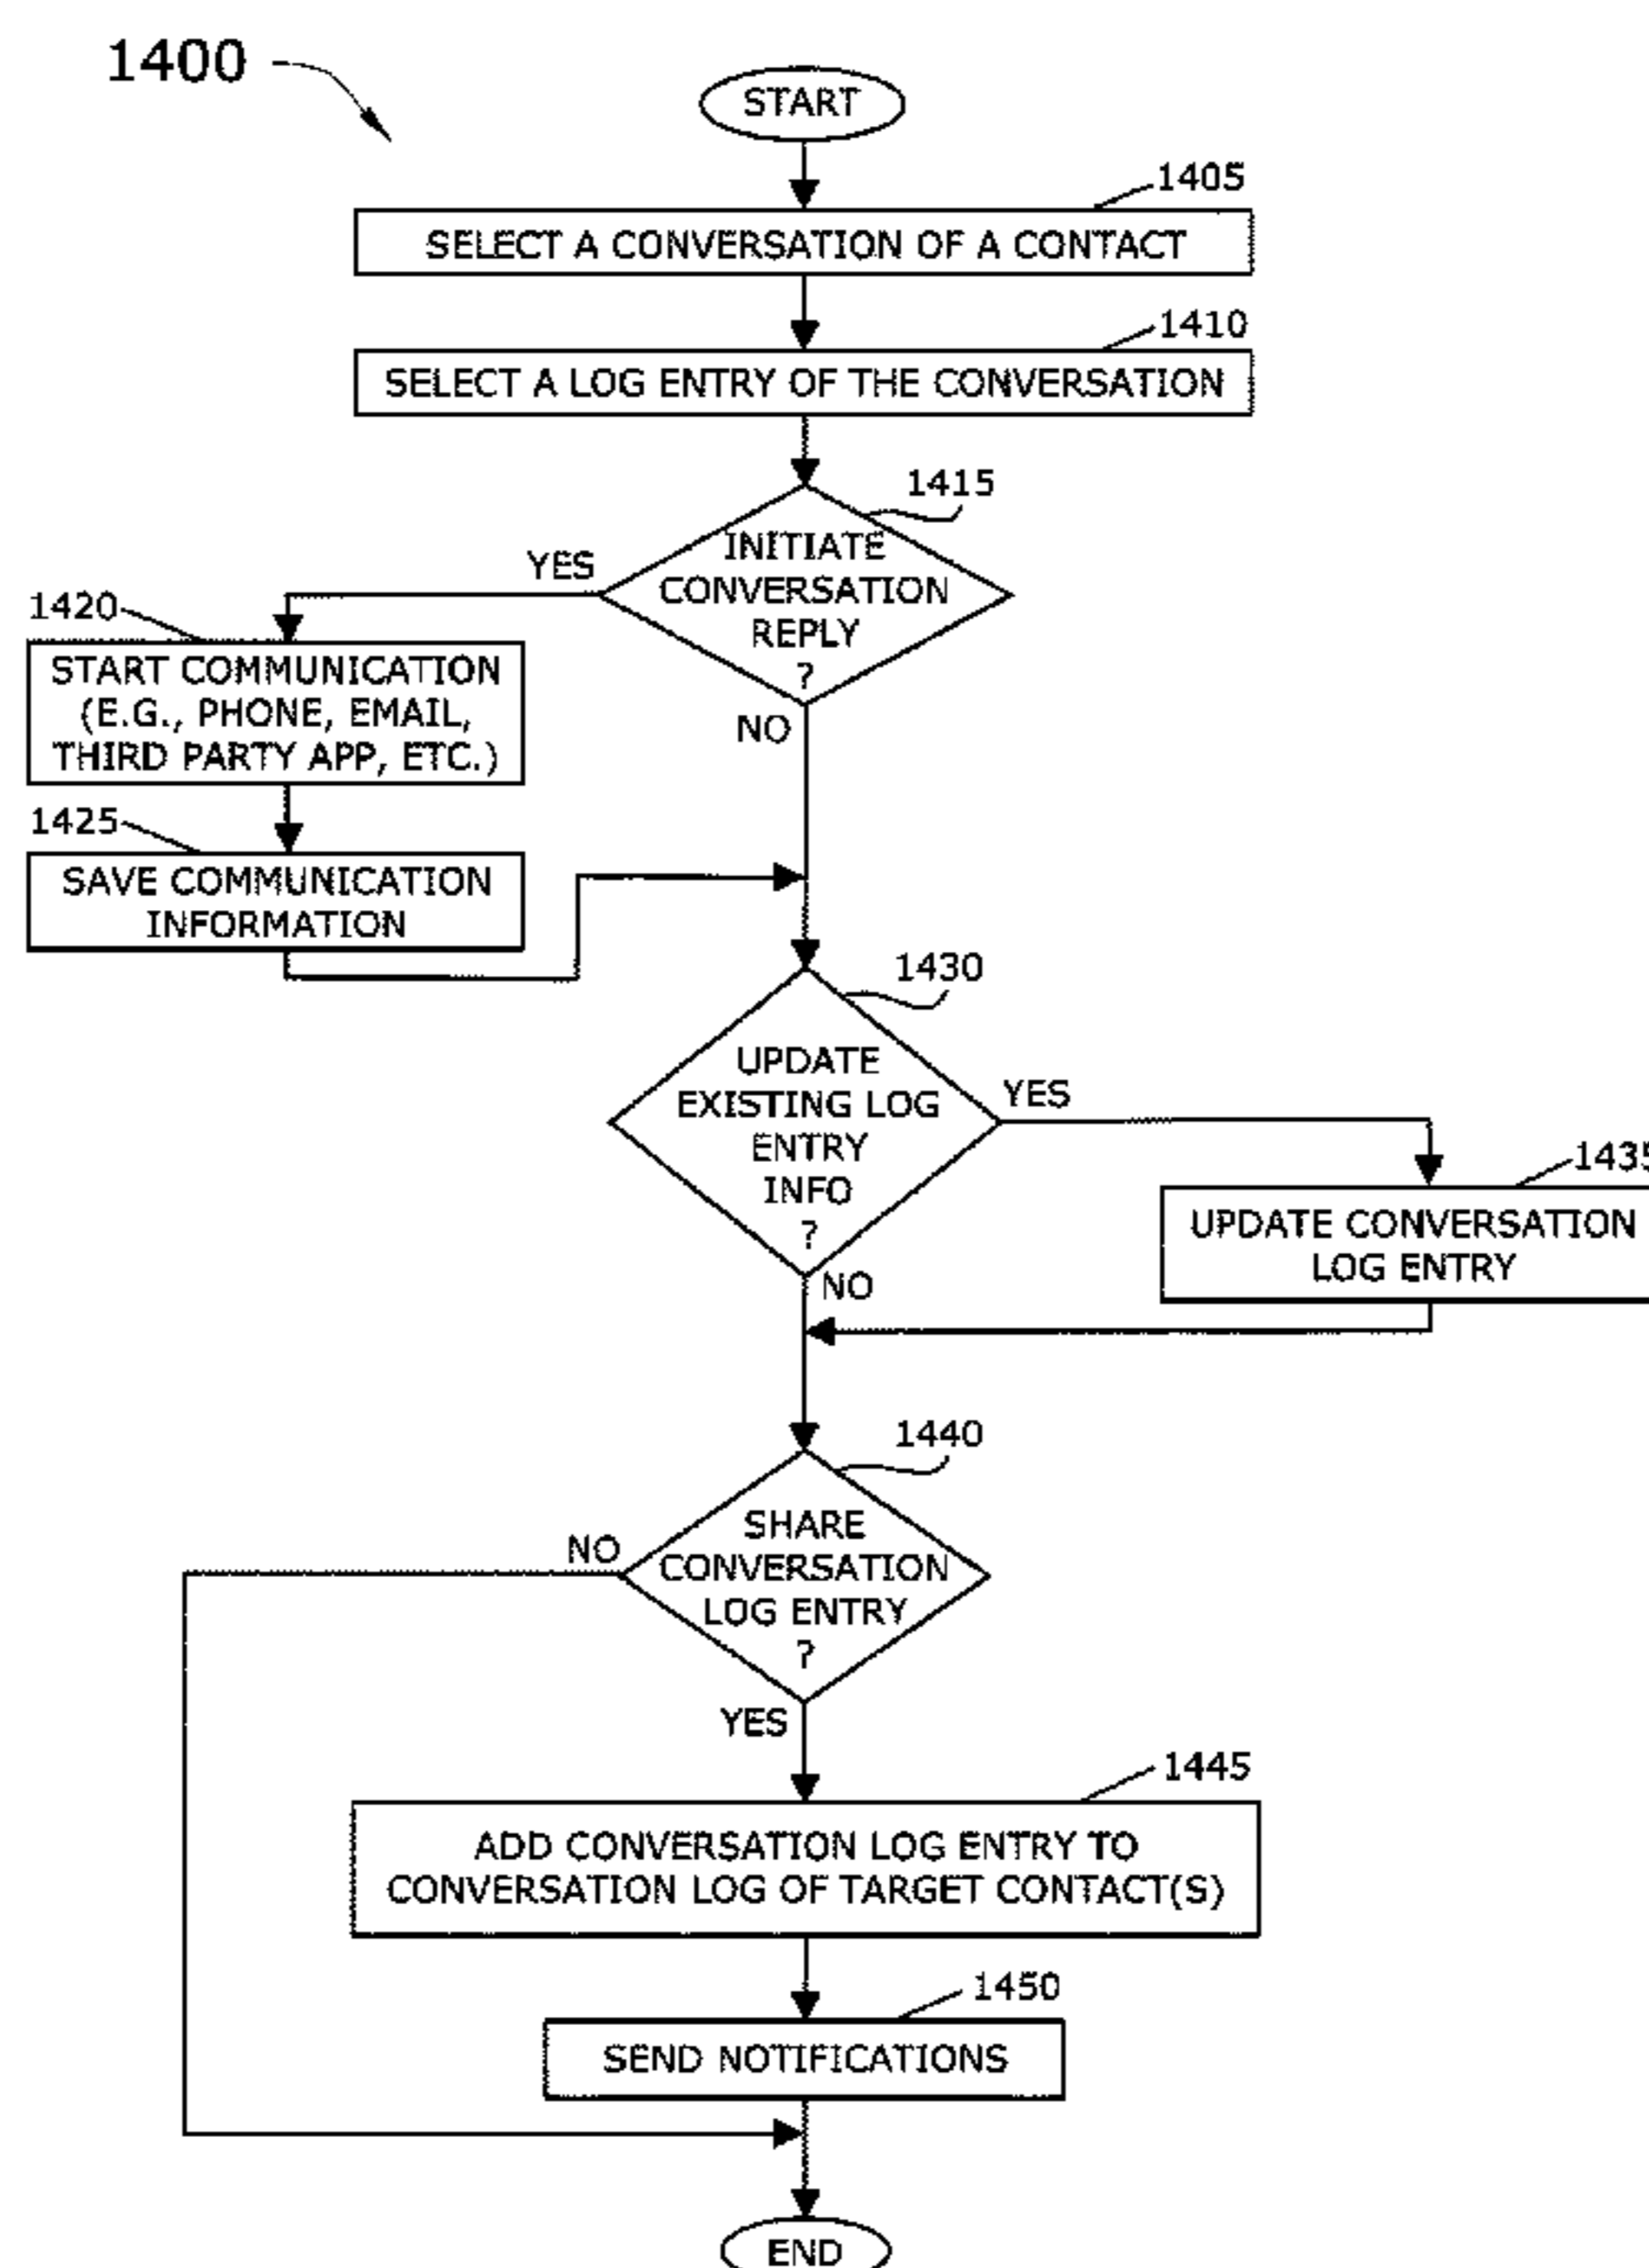 1400
START
1405
SELECT A CONVERSATION OF A CONTACT
1410
SELECT A LOG ENTRY OF THE CONVERSATION
1415
INITIATE
CONVERSATION
REPLY
?
YES
NO
1420
START COMMUNICATION
(E.G., PHONE, EMAIL,
THIRD PARTY APP, ETC.)
1425
SAVE COMMUNICATION
INFORMATION
1430
UPDATE
EXISTING LOG
ENTRY
INFO
?
YES
NO
1435
UPDATE CONVERSATION
LOG ENTRY
1440
SHARE
CONVERSATION
LOG ENTRY
?
NO
YES
1445
ADD CONVERSATION LOG ENTRY TO
CONVERSATION LOG OF TARGET CONTACT(S)
1450
SEND NOTIFICATIONS
END